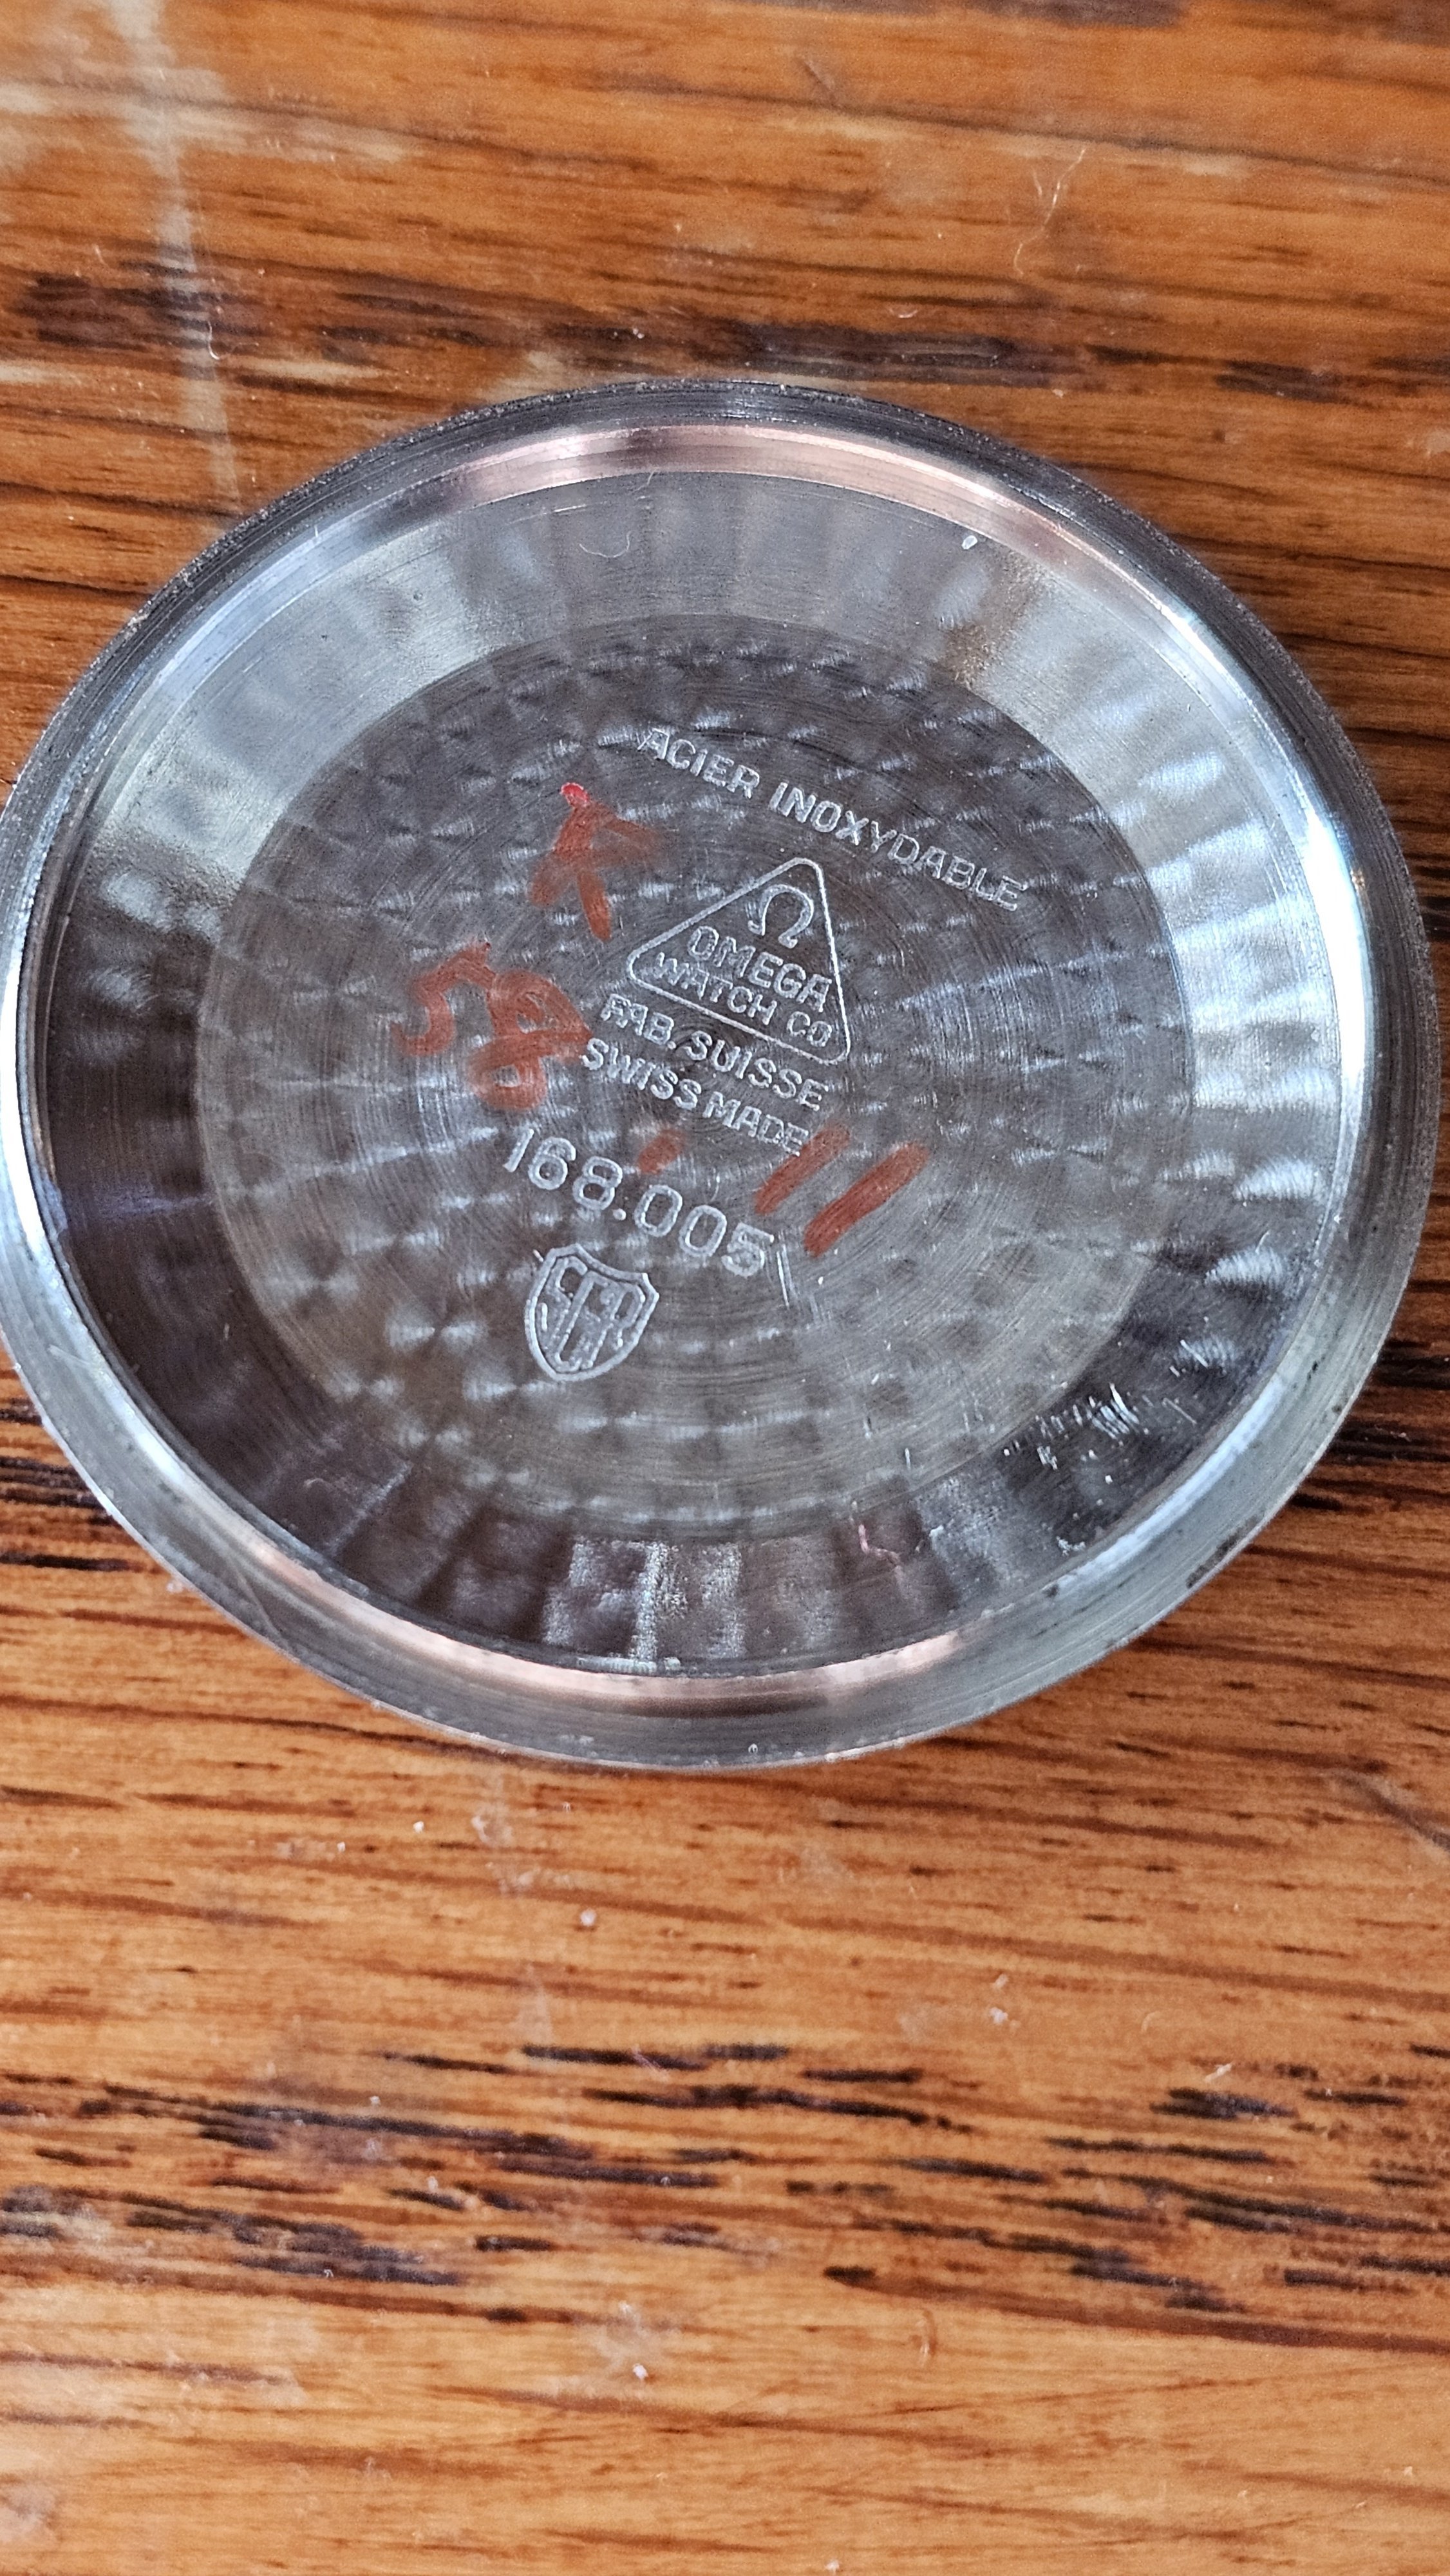 ACIER INOXYDABLE
Ω
OMEGA
WATCH CO
FAB. SUISSE
SWISS MADE
168.005